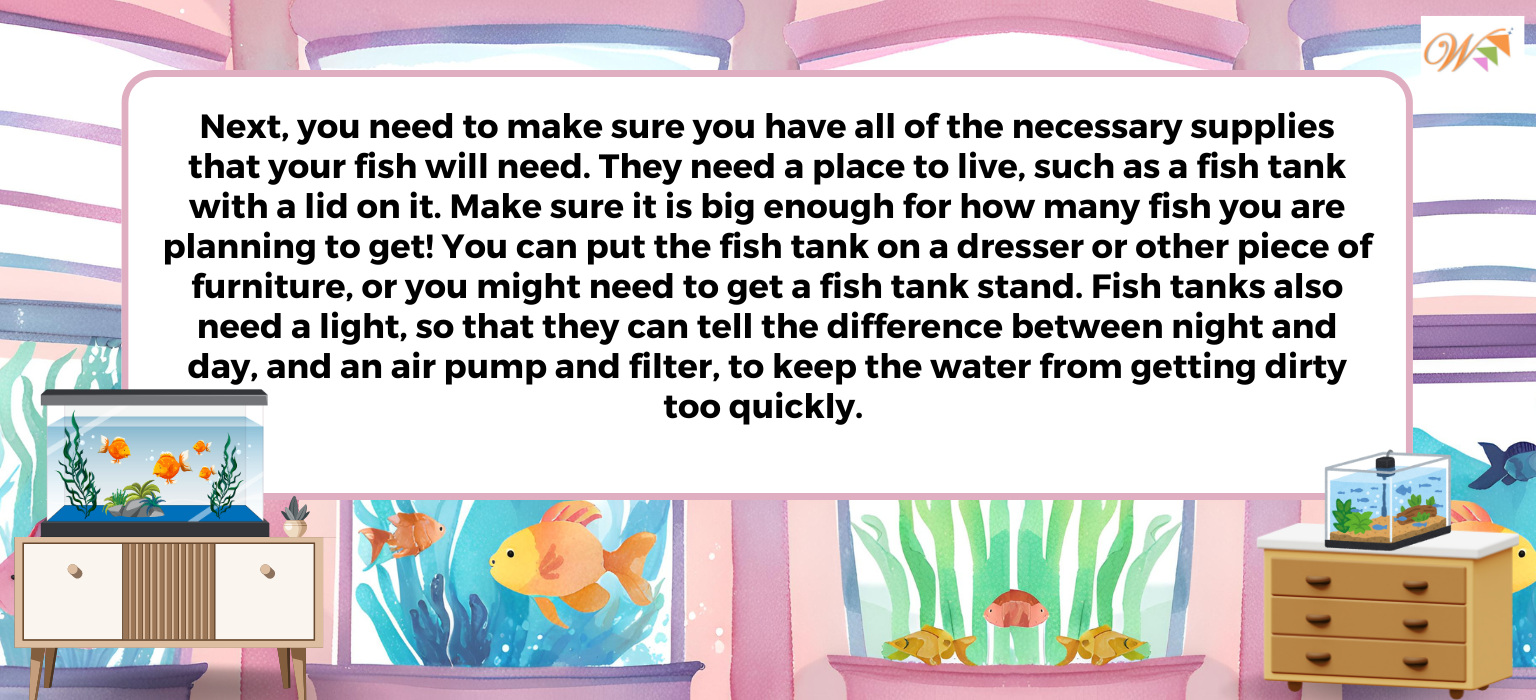 W
Next, you need to make sure you have all of the necessary supplies
that your fish will need. They need a place to live, such as a fish tank
with a lid on it. Make sure it is big enough for how many fish you are
planning to get! You can put the fish tank on a dresser or other piece of
furniture, or you might need to get a fish tank stand. Fish tanks also
need a light, so that they can tell the difference between night and
day, and an air pump and filter, to keep the water from getting dirty
too quickly.